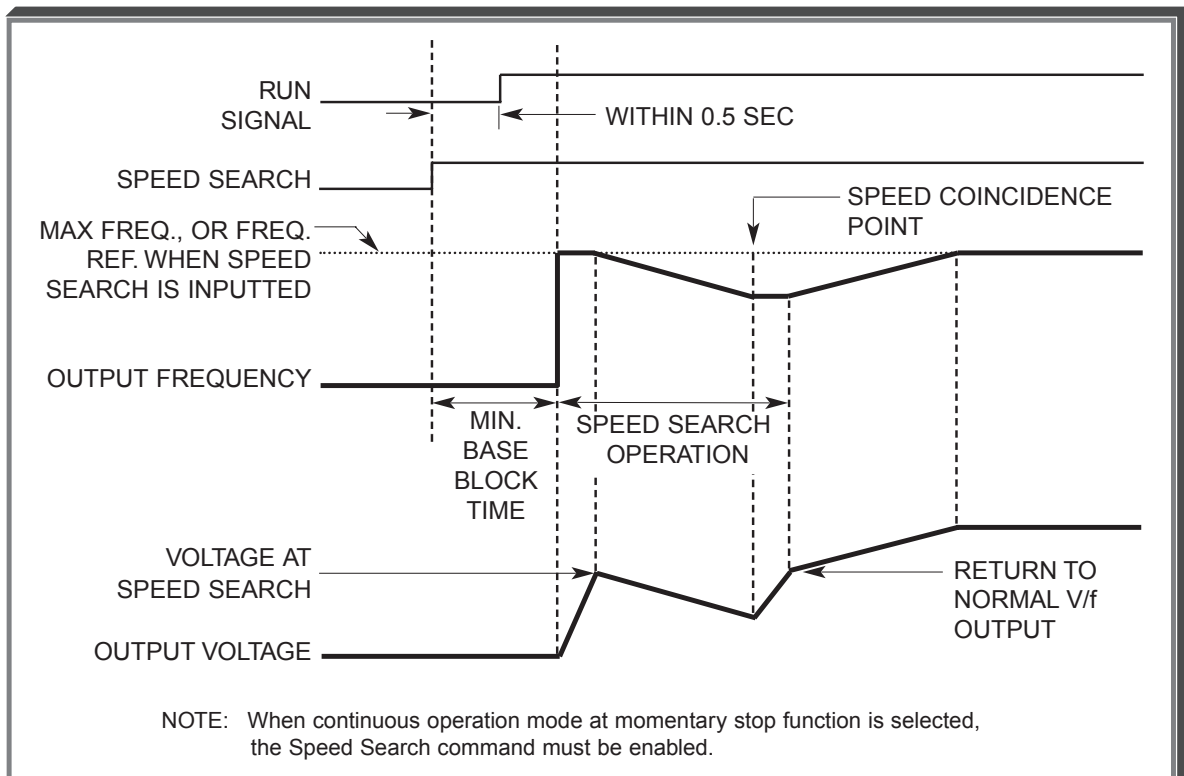 RUN
SIGNAL
WITHIN 0.5 SEC
SPEED SEARCH
SPEED COINCIDENCE
POINT
MAX FREQ., OR FREQ.
REF. WHEN SPEED
SEARCH IS INPUTTED
OUTPUT FREQUENCY
MIN.
BASE
BLOCK
TIME
SPEED SEARCH
OPERATION
VOLTAGE AT
SPEED SEARCH
RETURN TO
NORMAL V/f
OUTPUT
OUTPUT VOLTAGE
NOTE: When continuous operation mode at momentary stop function is selected,
the Speed Search command must be enabled.